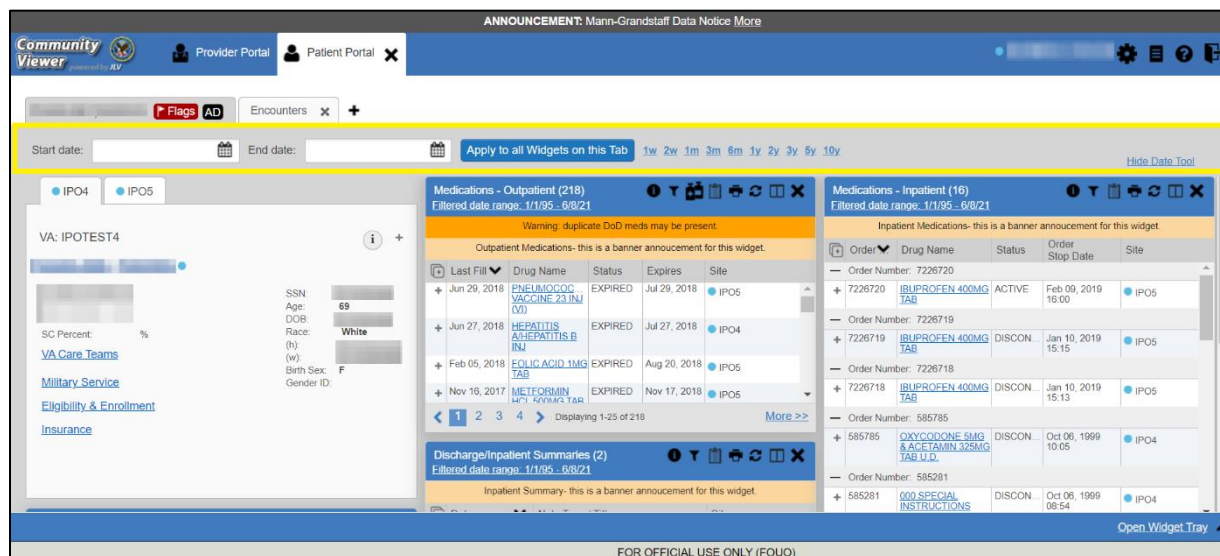 ANNOUNCEMENT: Mann-Grandstaff Data Notice More
Community
Viewer powered by JLV
Provider Portal
Patient Portal
Flags AD
Encounters
Start date:
End date:
Apply to all Widgets on this Tab
1w 2w 1m 3m 6m 1y 2y 3y 5y 10y
Hide Date Tool
IPO4 IPO5
VA: IPOTEST4
SSN:
Age: 69
DOB:
Race: White
(h):
(w):
Birth Sex: F
Gender ID:
SC Percent: %
VA Care Teams
Military Service
Eligibility & Enrollment
Insurance
Medications - Outpatient (218)
Filtered date range: 1/1/95 - 6/8/21
Warning: duplicate DoD meds may be present.
Outpatient Medications- this is a banner annoucement for this widget.
Last Fill Drug Name Status Expires Site
+ Jun 29, 2018 PNEUMOCOC... VACCINE 23 INJ (VI) EXPIRED Jul 29, 2018 IPO5
+ Jun 27, 2018 HEPATITIS A/HEPATITIS B INJ EXPIRED Jul 27, 2018 IPO4
+ Feb 05, 2018 FOLIC ACID 1MG TAB EXPIRED Aug 20, 2018 IPO5
+ Nov 16, 2017 METFORMIN HCL 500MG TAB EXPIRED Nov 17, 2018 IPO5
1 2 3 4 Displaying 1-25 of 218 More >>
Discharge/Inpatient Summaries (2)
Filtered date range: 1/1/95 - 6/8/21
Inpatient Summary- this is a banner annoucement for this widget.
Medications - Inpatient (16)
Filtered date range: 1/1/95 - 6/8/21
Inpatient Medications- this is a banner annoucement for this widget.
Order Drug Name Status Order Stop Date Site
— Order Number: 7226720
+ 7226720 IBUPROFEN 400MG TAB ACTIVE Feb 09, 2019 16:00 IPO5
— Order Number: 7226719
+ 7226719 IBUPROFEN 400MG TAB DISCON... Jan 10, 2019 15:15 IPO5
— Order Number: 7226718
+ 7226718 IBUPROFEN 400MG TAB DISCON... Jan 10, 2019 15:13 IPO5
— Order Number: 585785
+ 585785 OXYCODONE 5MG & ACETAMIN 325MG TAB U.D. DISCON... Oct 06, 1999 10:05 IPO4
— Order Number: 585281
+ 585281 000 SPECIAL INSTRUCTIONS DISCON... Oct 06, 1999 08:54 IPO4
Open Widget Tray
FOR OFFICIAL USE ONLY (FOUO)